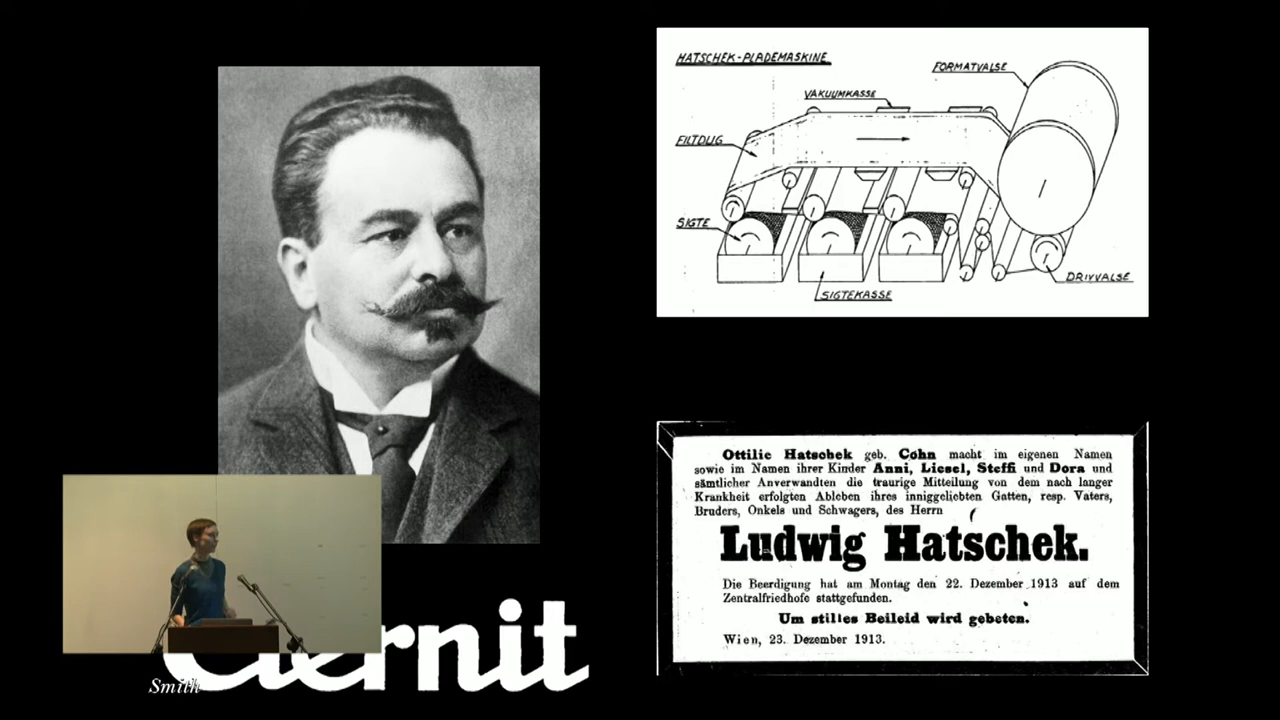 HATSCHEK-PLADEMASKINE
FORMATVALSE
VAKUUMKASSE
FILTDUG
SIGTE
DRIVVALSE
SIGTEKASSE
Ottilie Hatschek geb. Cohn macht im eigenen Namen
sowie im Namen ihrer Kinder Anni, Liesel, Steffi und Dora und
sämtlicher Anverwandten die traurige Mitteilung von dem nach langer
Krankheit erfolgten Ableben ihres inniggeliebten Gatten, resp. Vaters,
Bruders, Onkels und Schwagers, des Herrn
Ludwig Hatschek.
Die Beerdigung hat am Montag den 22. Dezember 1913 auf dem
Zentralfriedhofe stattgefunden.
Um stilles Beileid wird gebeten.
Wien, 23. Dezember 1913.
Eternit
Smith